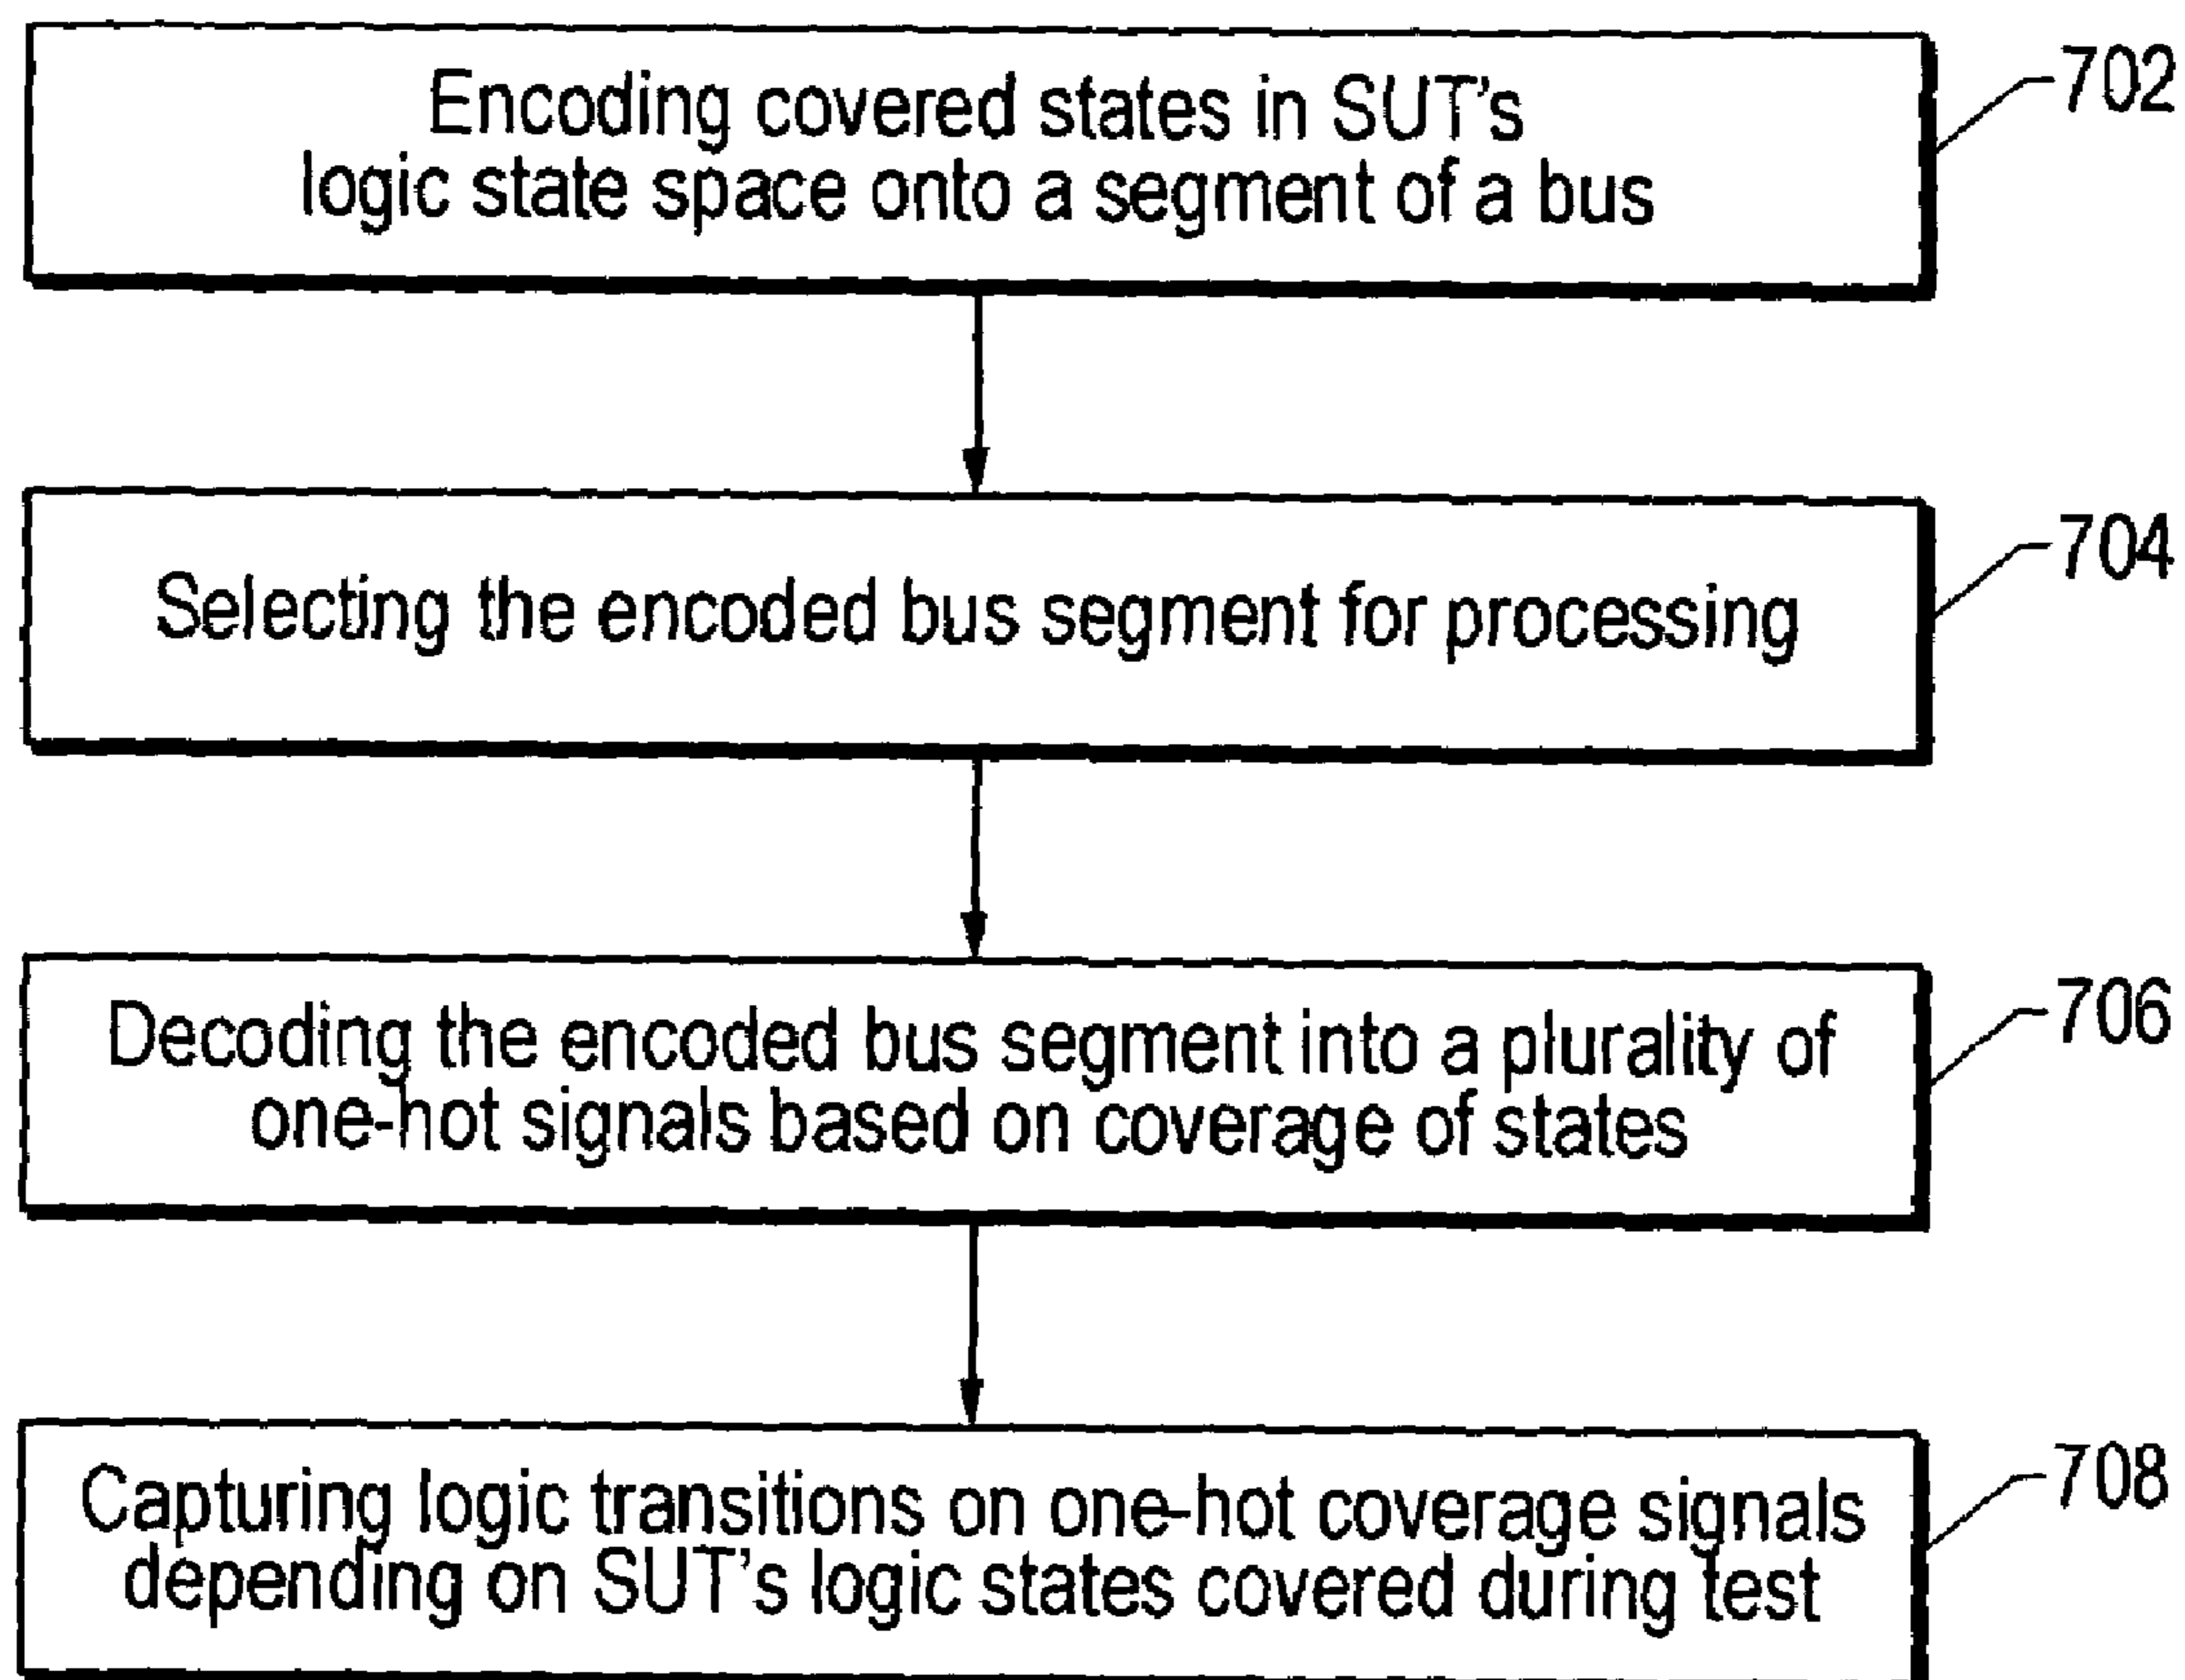 Encoding covered states in SUT's
logic state space onto a segment of a bus
702
Selecting the encoded bus segment for processing
704
Decoding the encoded bus segment into a plurality of
one-hot signals based on coverage of states
706
Capturing logic transitions on one-hot coverage signals
depending on SUT's logic states covered during test
708